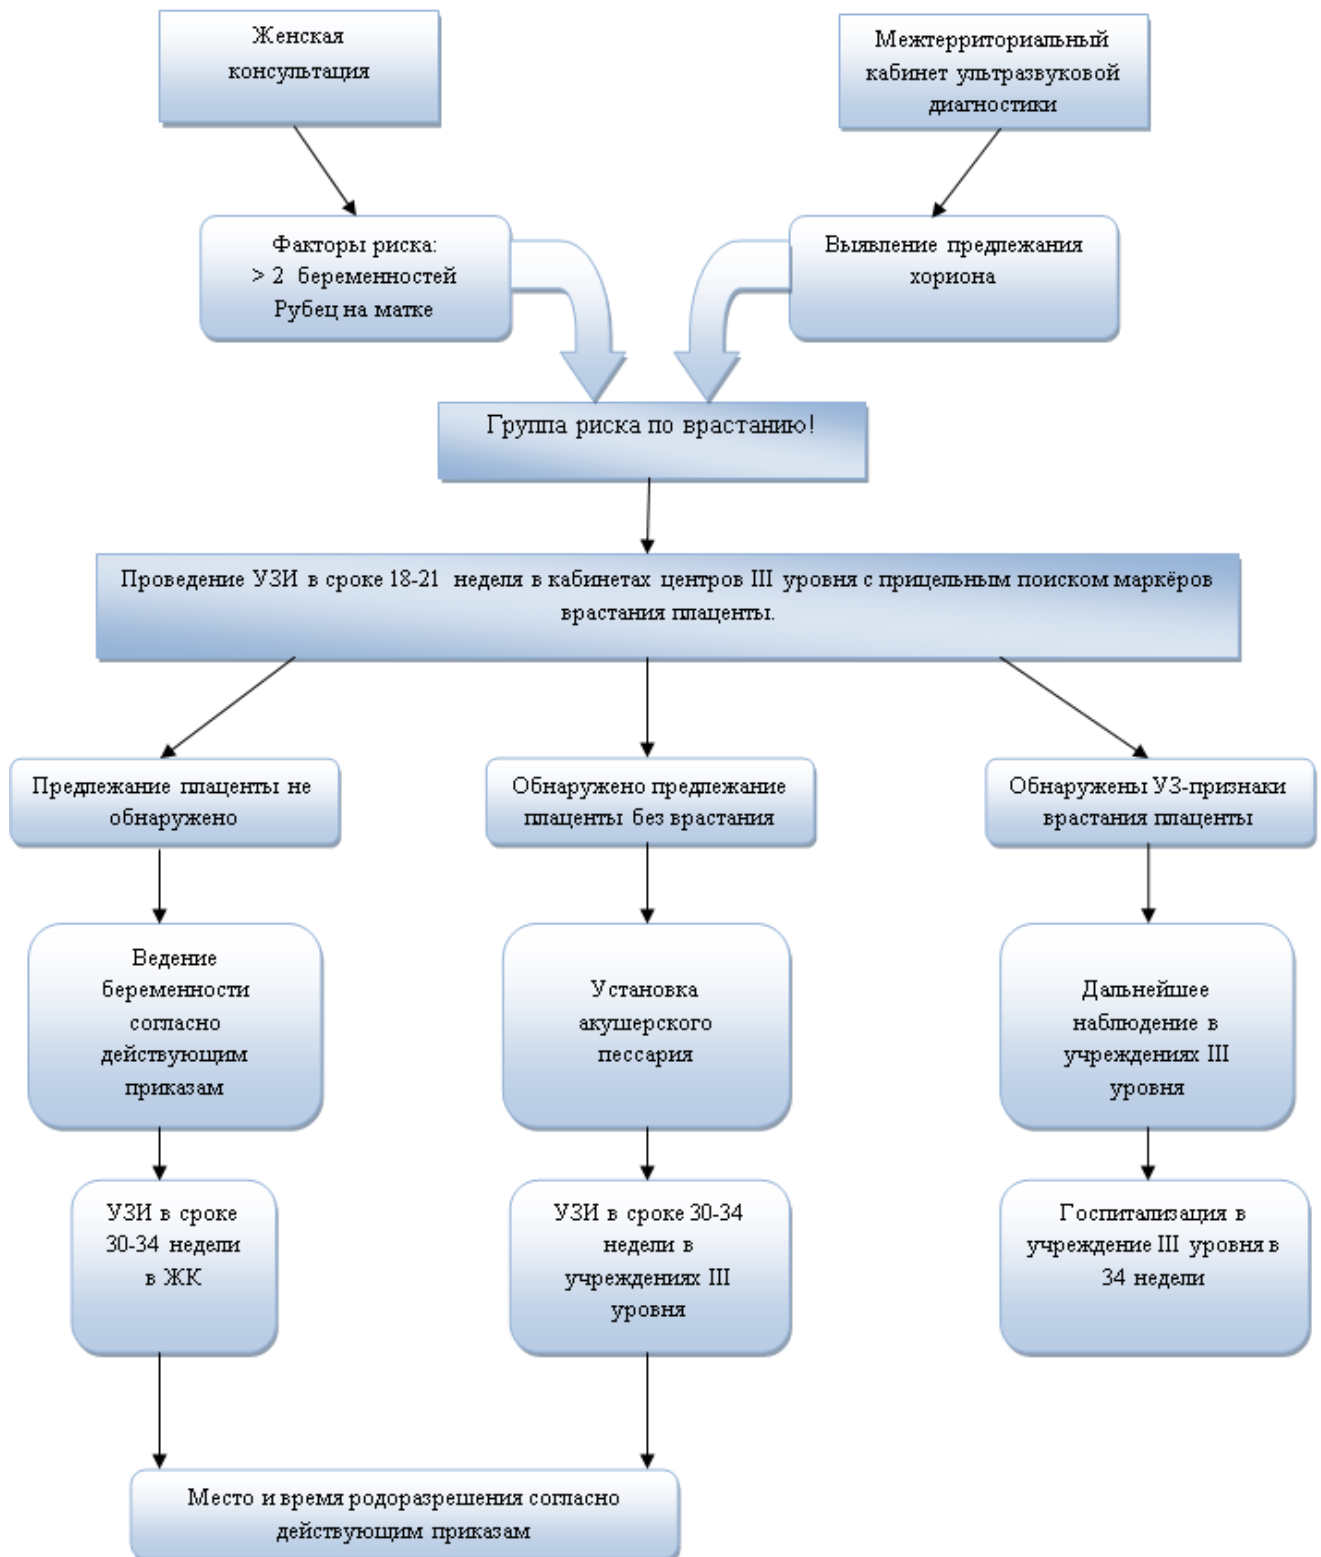 Женская
консультация
Межтерриториальный
кабинет ультразвуковой
диагностики
Факторы риска:
> 2 беременностей
Рубец на матке
Выявление предлежания
хориона
Группа риска по врастанию!
Проведение УЗИ в сроке 18-21 неделя в кабинетах центров III уровня с прицельным поиском маркёров
врастания плаценты.
Предлежание плаценты не
обнаружено
Обнаружено предлежание
плаценты без врастания
Обнаружены УЗ-признаки
врастания плаценты
Ведение
беременности
согласно
действующим
приказам
Установка
акушерского
пессария
Дальнейшее
наблюдение в
учреждениях III
уровня
УЗИ в сроке
30-34 недели
в ЖК
УЗИ в сроке 30-34
недели в
учреждениях III
уровня
Госпитализация в
учреждение III уровня в
34 недели
Место и время родоразрешения согласно
действующим приказам